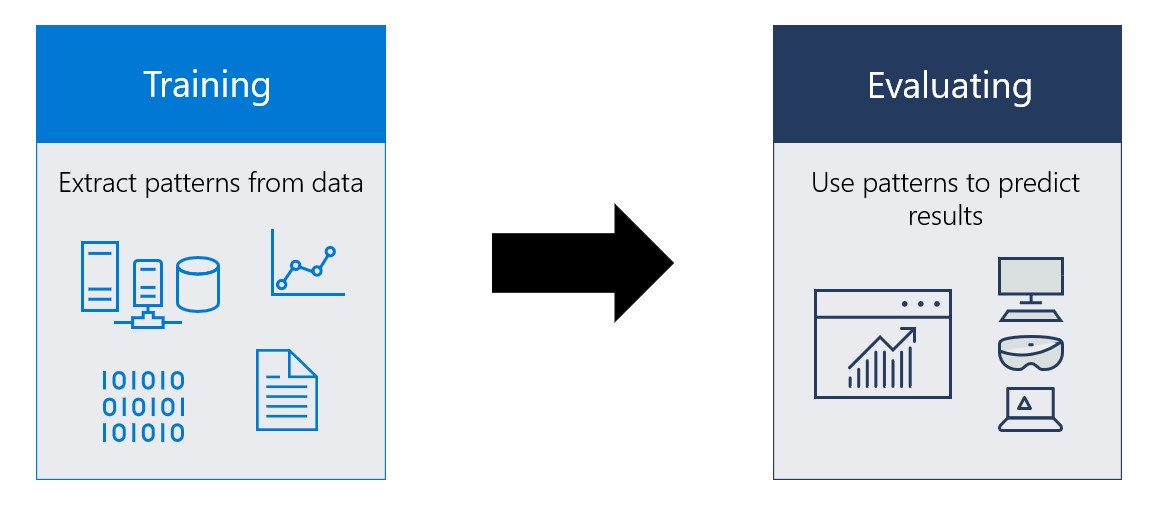 Training
Extract patterns from data
101010
010101
101010
Evaluating
Use patterns to predict
results